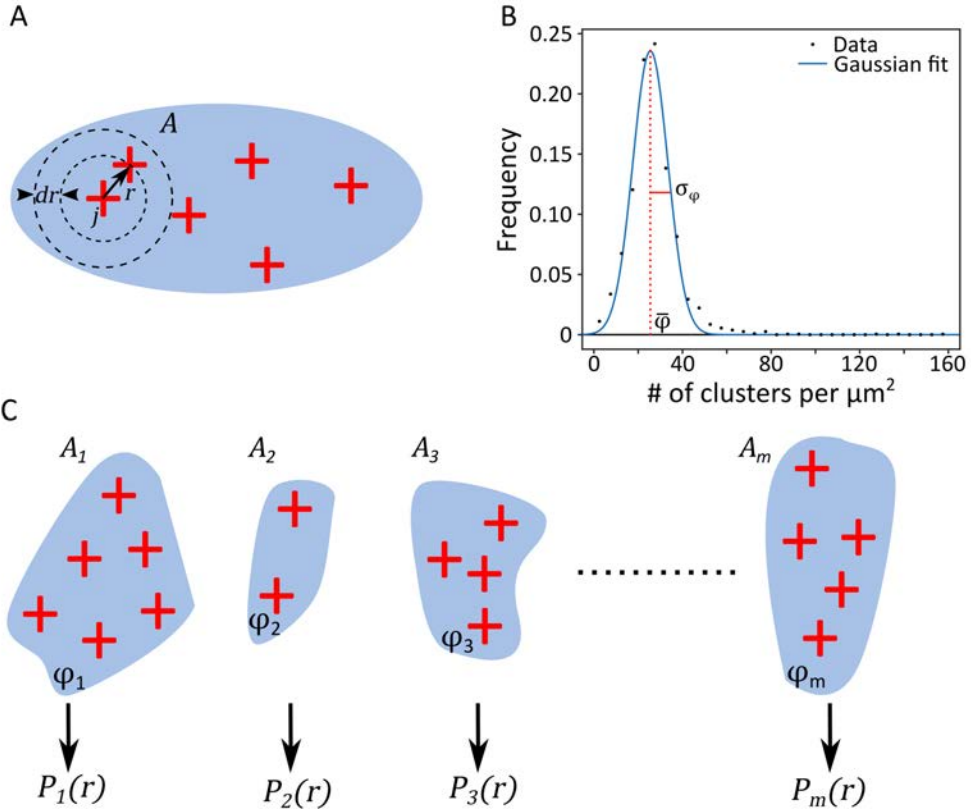 A
A
dr
r
j
B
0.25
0.20
0.15
0.10
0.05
0
Frequency
Data
Gaussian fit
σφ
φ̄
0 40 80 120 160
# of clusters per μm²
C
A₁ A₂ A₃ Aₘ
φ₁ φ₂ φ₃ φₘ
P₁(r) P₂(r) P₃(r) Pₘ(r)